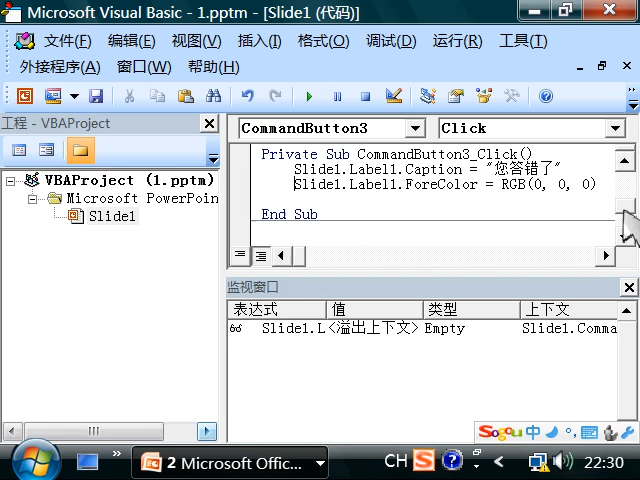 Microsoft Visual Basic - 1.pptm - [Slide1 (代码)]
文件(F) 编辑(E) 视图(V) 插入(I) 格式(O) 调试(D) 运行(R) 工具(T)
外接程序(A) 窗口(W) 帮助(H)
工程 - VBAProject
CommandButton3 Click
Private Sub CommandButton3_Click()
Slide1.Label1.Caption = "您答错了"
Slide1.Label1.ForeColor = RGB(0, 0, 0)
End Sub
VBAProject (1.pptm)
Microsoft PowerPoin
Slide1
监视窗口
表达式 值 类型 上下文
Slide1.L <溢出上下文> Empty Slide1.Comma
Sogou 中
2 Microsoft Offic... CH S 22:30